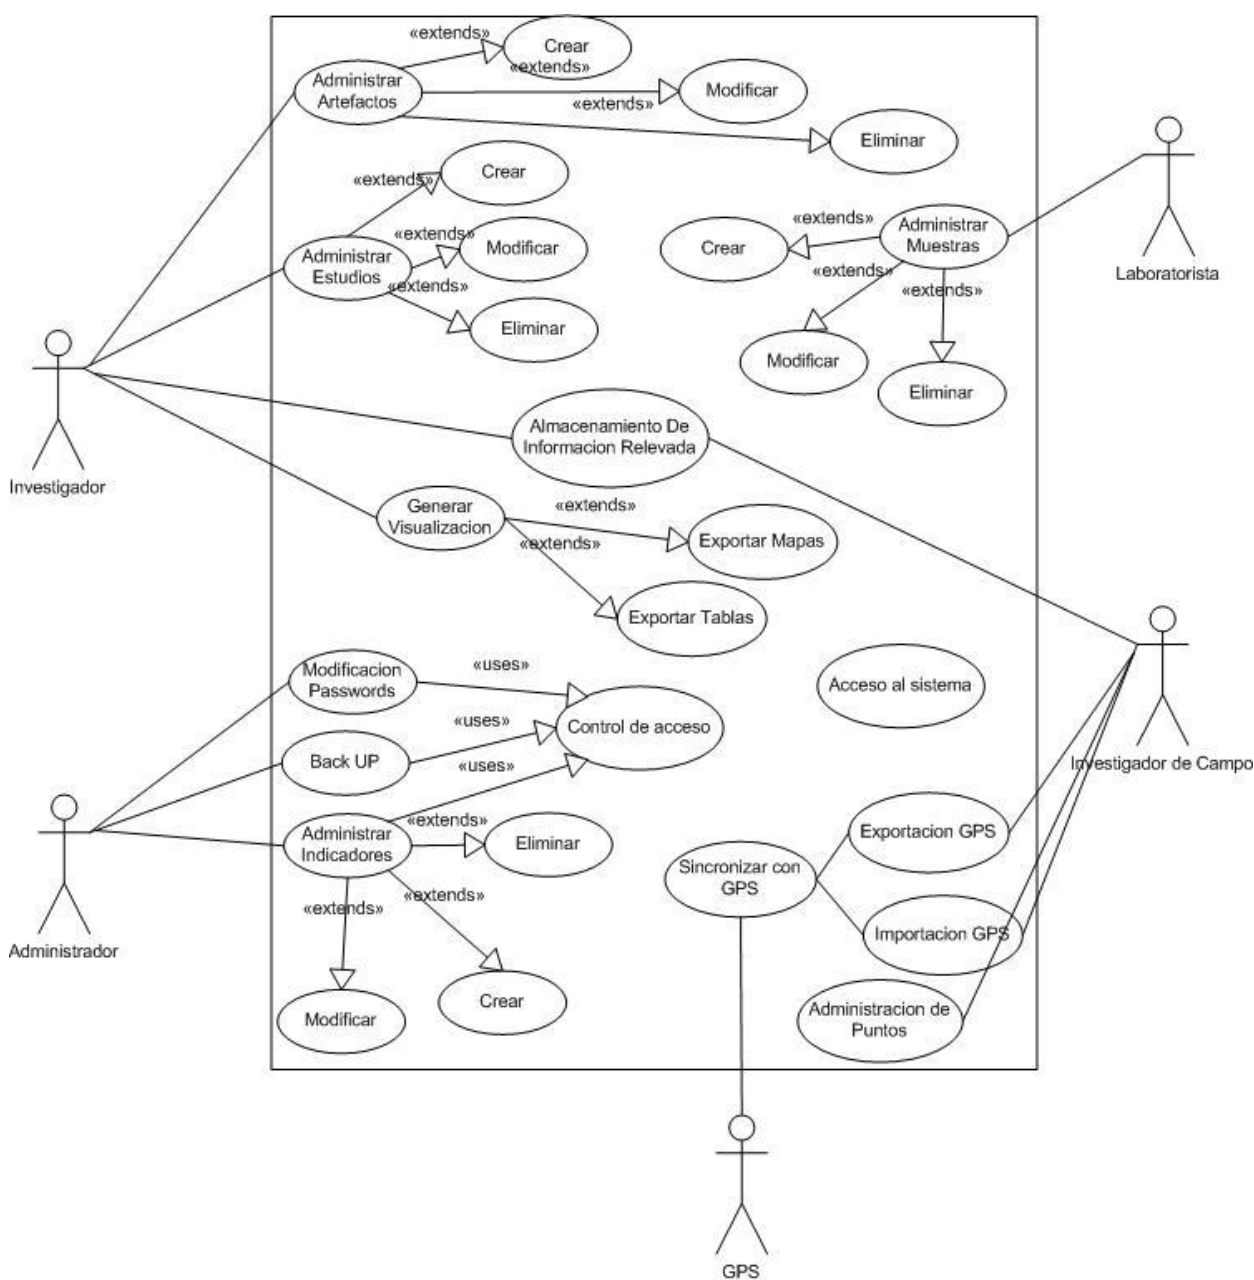 «extends»
Crear
«extends»
Administrar
Artefactos
«extends»
Modificar
Eliminar
«extends»
Crear
Administrar
Estudios
«extends»
Modificar
«extends»
Eliminar
«extends»
Administrar
Muestras
Crear
«extends»
«extends»
Modificar
Eliminar
Laboratorista
Investigador
Almacenamiento De
Informacion Relevada
Generar
Visualizacion
«extends»
«extends»
Exportar Mapas
Exportar Tablas
Modificacion
Passwords
«uses»
Acceso al sistema
Control de acceso
«uses»
Back UP
«uses»
Investigador de Campo
Administrar
Indicadores
«extends»
Eliminar
Exportacion GPS
Sincronizar con
GPS
«extends»
«extends»
Importacion GPS
Administrador
Modificar
Crear
Administracion de
Puntos
GPS